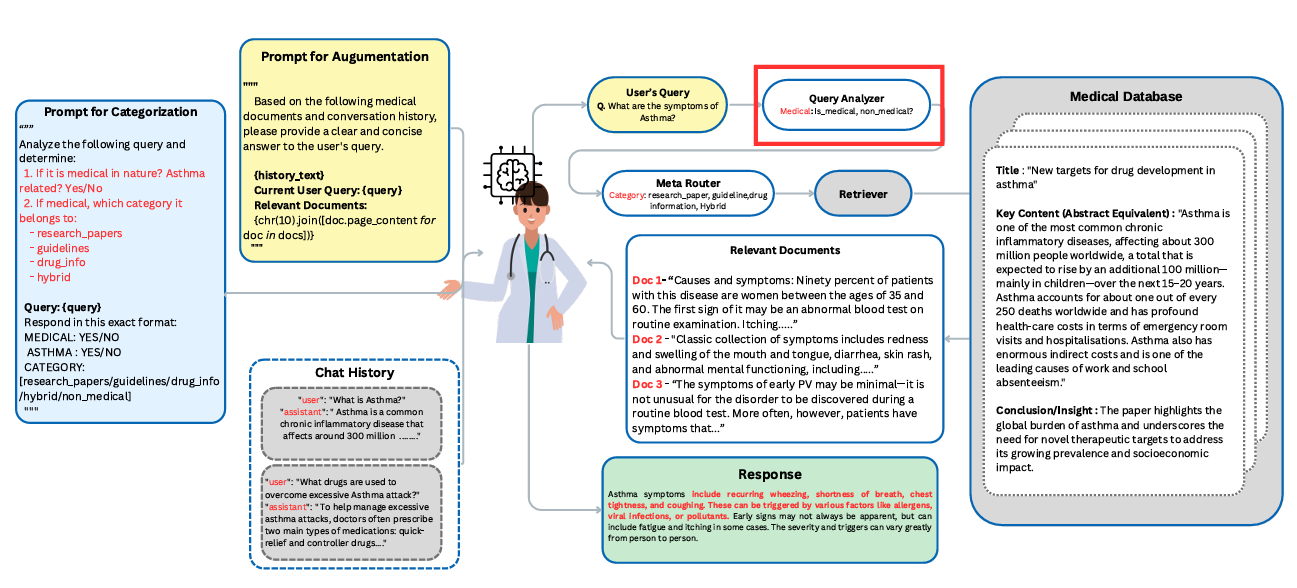 Prompt for Categorization
"""
Analyze the following query and
determine:
1. If it is medical in nature? Asthma
related? Yes/No
2. If medical, which category it
belongs to:
- research_papers
- guidelines
- drug_info
- hybrid
Query: {query}
Respond in this exact format:
MEDICAL: YES/NO
ASTHMA : YES/NO
CATEGORY:
[research_papers/guidelines/drug_info
/hybrid/non_medical]
"""
Prompt for Augumentation
"""
Based on the following medical
documents and conversation history,
please provide a clear and concise
answer to the user's query.
{history_text}
Current User Query: {query}
Relevant Documents:
{chr(10).join([doc.page_content for
doc in docs])}
"""
Chat History
"user": "What is Asthma?"
"assistant": " Asthma is a common
chronic inflammatory disease that
affects around 300 million ........"
"user": "What drugs are used to
overcome excessive Asthma attack?"
"assistant": "To help manage excessive
asthma attacks, doctors often prescribe
two main types of medications: quick-
relief and controller drugs...."
User's Query
Q. What are the symptoms of
Asthma?
Query Analyzer
Medical: Is_medical, non_medical?
Meta Router
Category: research_paper, guideline,drug
information, Hybrid
Retriever
Relevant Documents
Doc 1- "Causes and symptoms: Ninety percent of patients
with this disease are women between the ages of 35 and
60. The first sign of it may be an abnormal blood test on
routine examination. Itching....."
Doc 2 - "Classic collection of symptoms includes redness
and swelling of the mouth and tongue, diarrhea, skin rash,
and abnormal mental functioning, including....."
Doc 3 - "The symptoms of early PV may be minimal—it is
not unusual for the disorder to be discovered during a
routine blood test. More often, however, patients have
symptoms that..."
Response
Asthma symptoms include recurring wheezing, shortness of breath, chest
tightness, and coughing. These can be triggered by various factors like allergens,
viral infections, or pollutants. Early signs may not always be apparent, but can
include fatigue and itching in some cases. The severity and triggers can vary greatly
from person to person.
Medical Database
Title : "New targets for drug development in
asthma"
Key Content (Abstract Equivalent) : "Asthma is
one of the most common chronic
inflammatory diseases, affecting about 300
million people worldwide, a total that is
expected to rise by an additional 100 million—
mainly in children—over the next 15–20 years.
Asthma accounts for about one out of every
250 deaths worldwide and has profound
health-care costs in terms of emergency room
visits and hospitalisations. Asthma also has
enormous indirect costs and is one of the
leading causes of work and school
absenteeism."
Conclusion/Insight : The paper highlights the
global burden of asthma and underscores the
need for novel therapeutic targets to address
its growing prevalence and socioeconomic
impact.